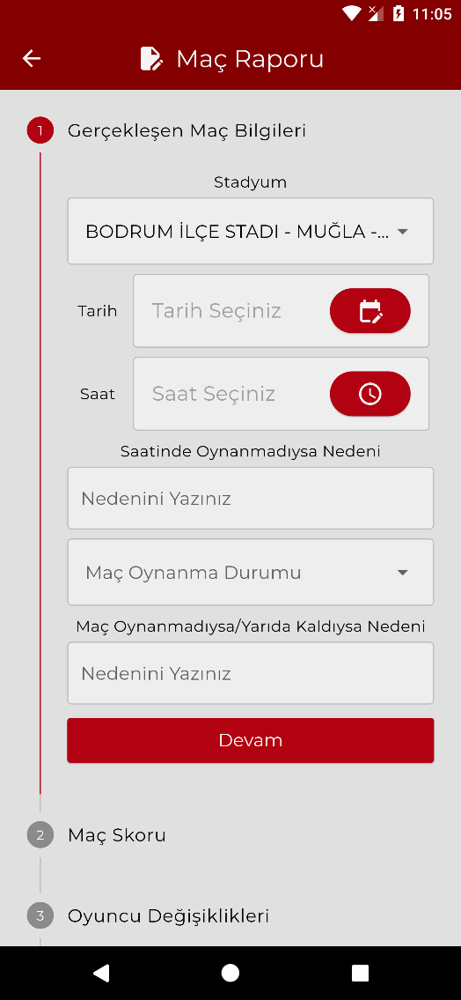 11:05
Maç Raporu
1
Gerçekleşen Maç Bilgileri
Stadyum
BODRUM İLÇE STADI - MUĞLA -...
Tarih
Tarih Seçiniz
Saat
Saat Seçiniz
Saatinde Oynanmadıysa Nedeni
Nedenini Yazınız
Maç Oynanma Durumu
Maç Oynanmadıysa/Yarıda Kaldıysa Nedeni
Nedenini Yazınız
Devam
2
Maç Skoru
3
Oyuncu Değişiklikleri